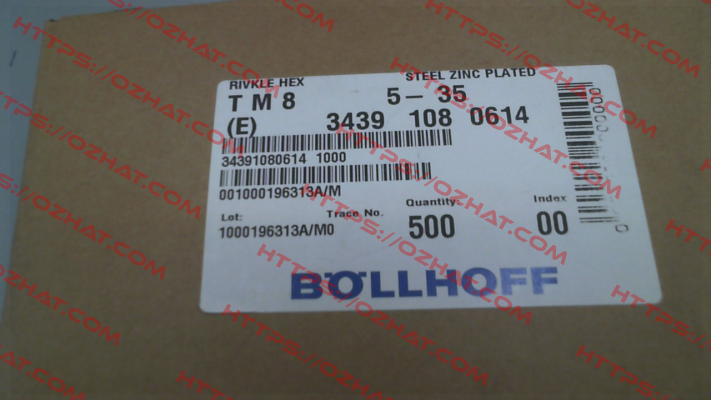 RIVKLE HEX STEEL ZINC PLATED
T M 8 5 – 35
(E) 3439 108 0614
34391080614 1000
001000196313A/M
Lot: Trace No. Quantity: Index
1000196313A/M0 500 00
BÖLLHOFF
HTTPS://OZHAT.COM